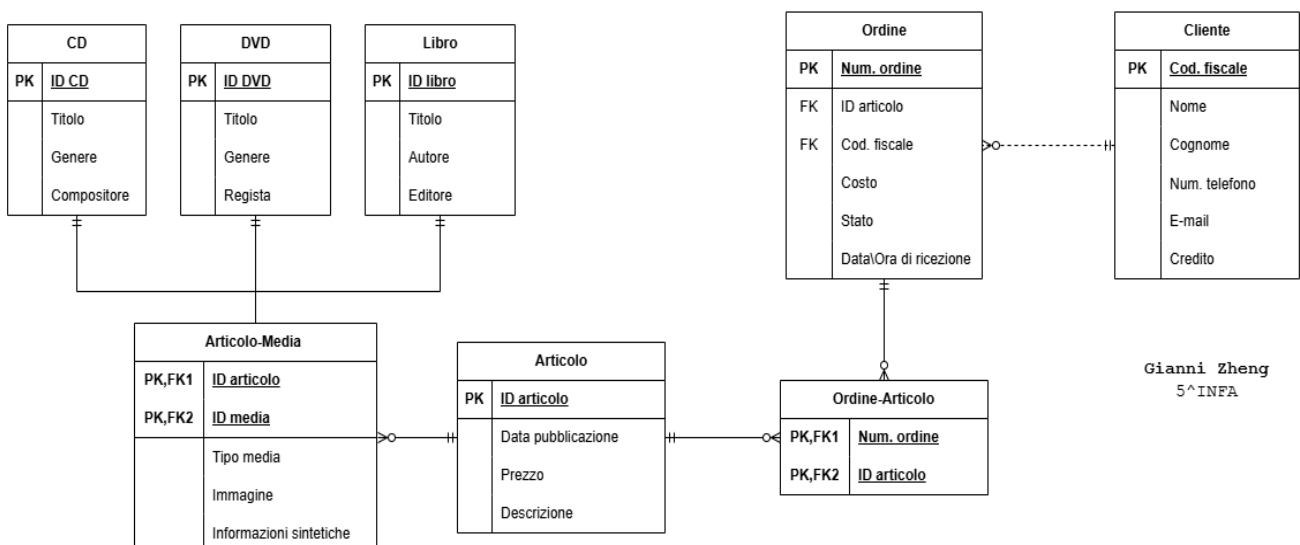 CD
PK ID CD
Titolo
Genere
Compositore
DVD
PK ID DVD
Titolo
Genere
Regista
Libro
PK ID libro
Titolo
Autore
Editore
Ordine
PK Num. ordine
FK ID articolo
FK Cod. fiscale
Costo
Stato
Data\Ora di ricezione
Cliente
PK Cod. fiscale
Nome
Cognome
Num. telefono
E-mail
Credito
Articolo-Media
PK,FK1 ID articolo
PK,FK2 ID media
Tipo media
Immagine
Informazioni sintetiche
Articolo
PK ID articolo
Data pubblicazione
Prezzo
Descrizione
Ordine-Articolo
PK,FK1 Num. ordine
PK,FK2 ID articolo
Gianni Zheng
5^INFA